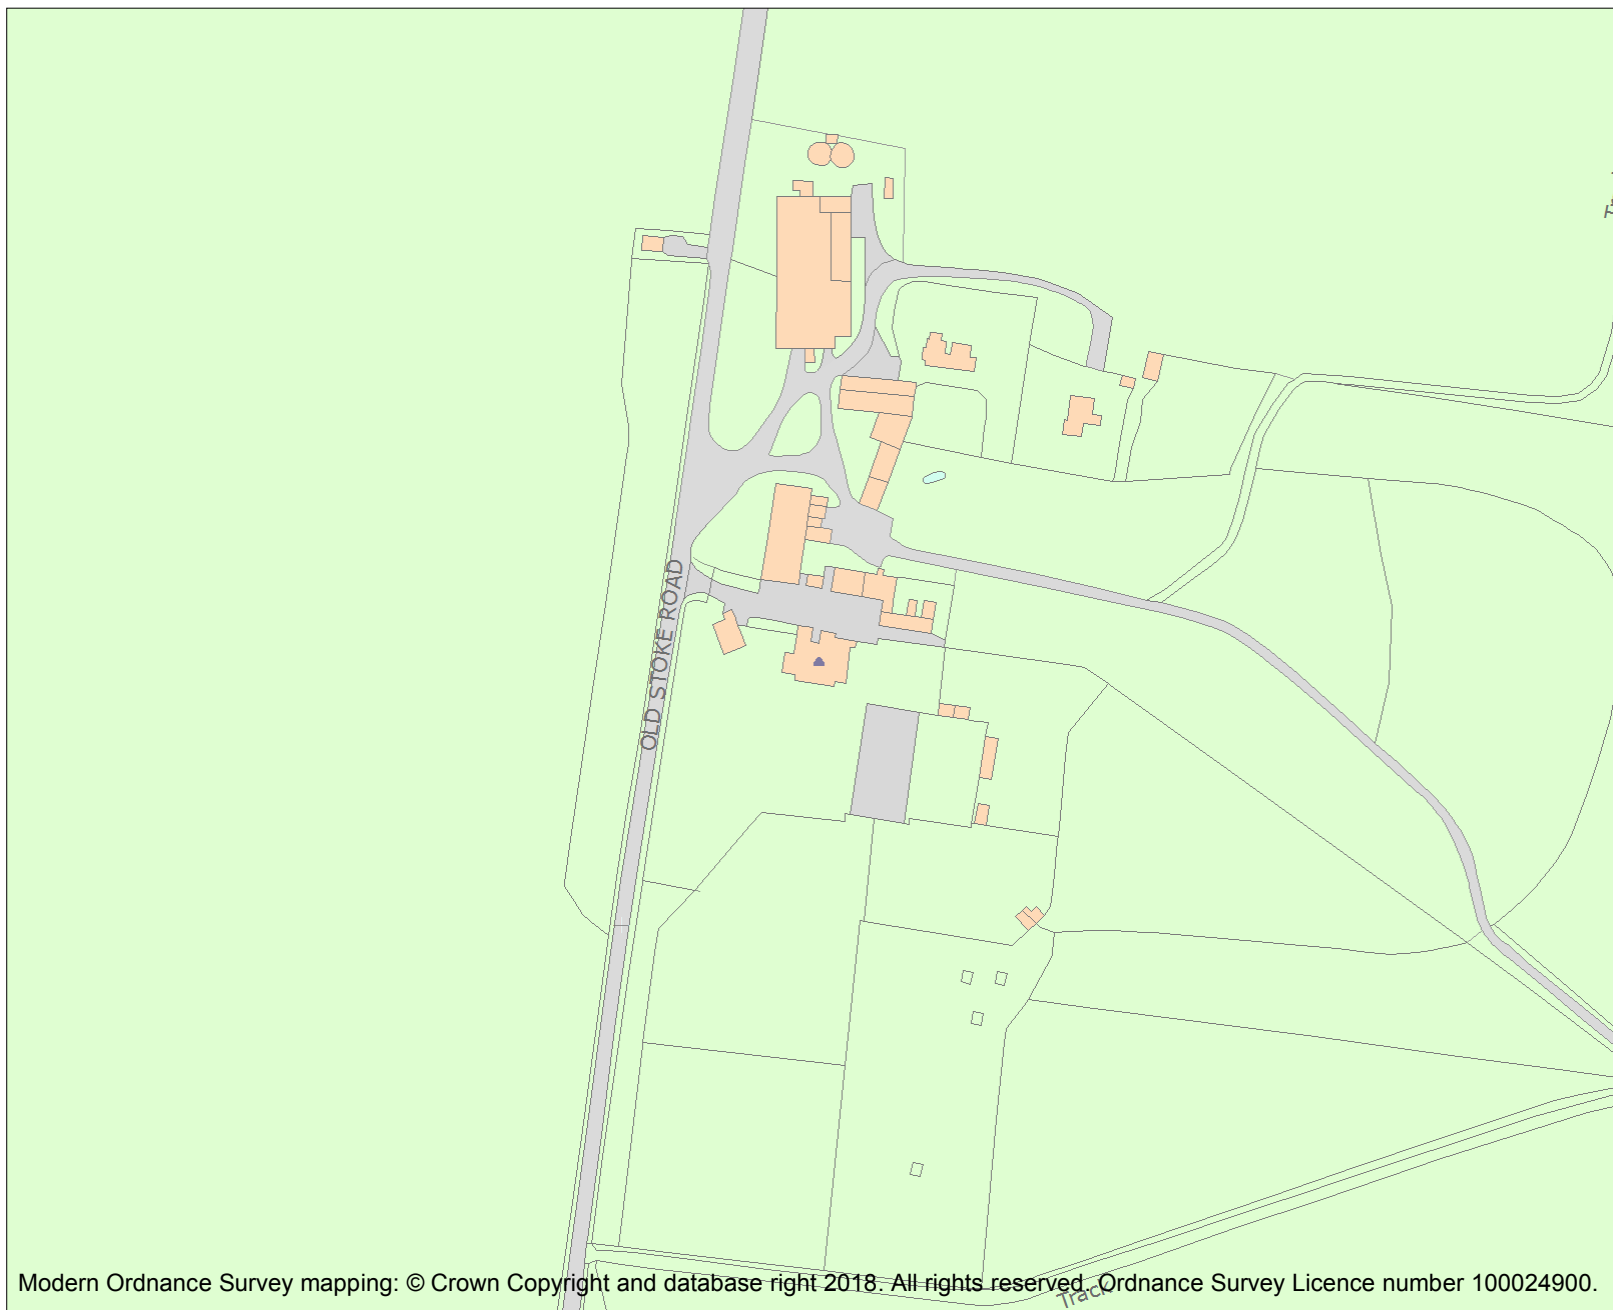 OLD STOKE ROAD
Track
Modern Ordnance Survey mapping: © Crown Copyright and database right 2018. All rights reserved. Ordnance Survey Licence number 100024900.